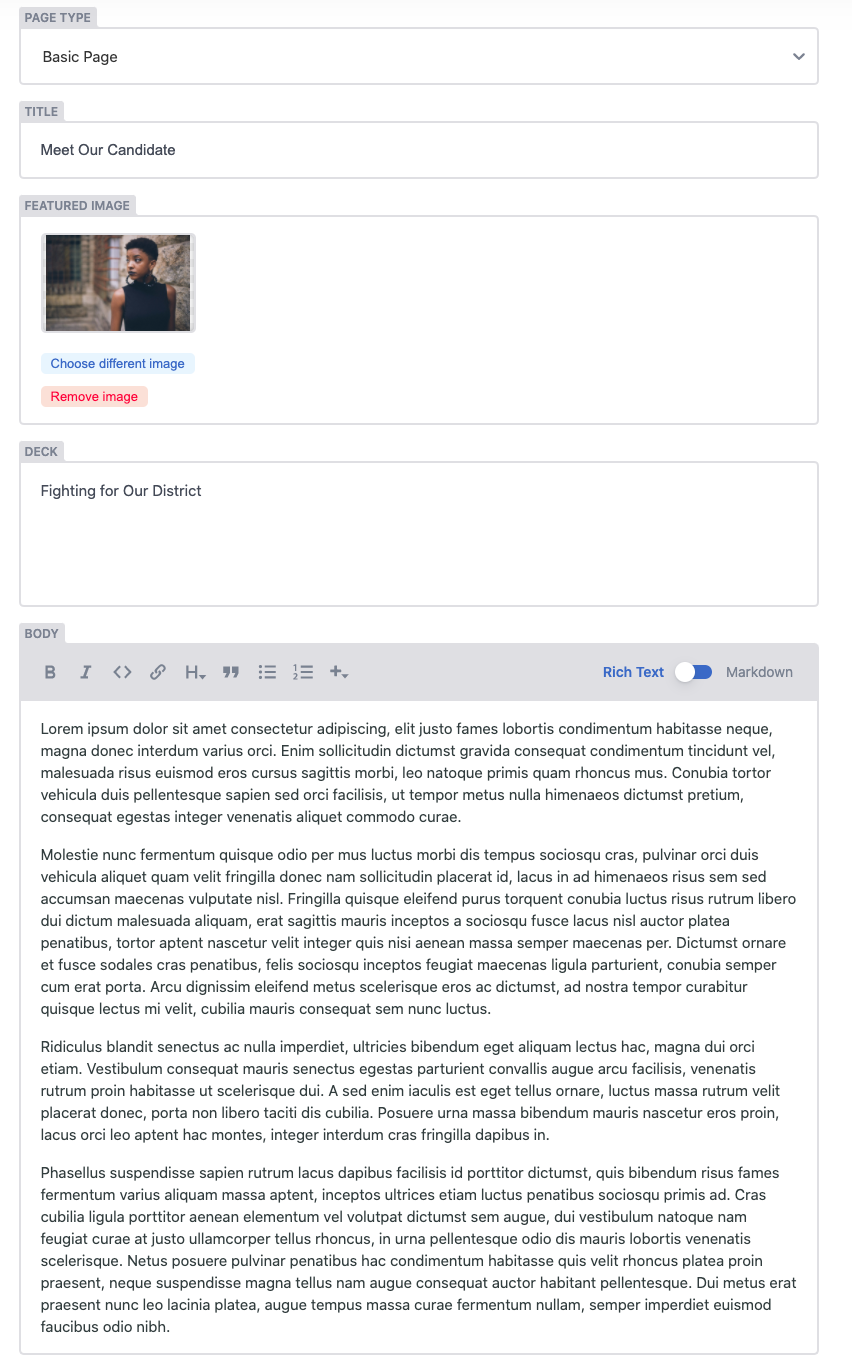 PAGE TYPE
Basic Page
TITLE
Meet Our Candidate
FEATURED IMAGE
Choose different image
Remove image
DECK
Fighting for Our District
BODY
B I <> H 1 2 + Rich Text Markdown
Lorem ipsum dolor sit amet consectetur adipiscing, elit justo fames lobortis condimentum habitasse neque,
magna donec interdum varius orci. Enim sollicitudin dictumst gravida consequat condimentum tincidunt vel,
malesuada risus euismod eros cursus sagittis morbi, leo natoque primis quam rhoncus mus. Conubia tortor
vehicula duis pellentesque sapien sed orci facilisis, ut tempor metus nulla himenaeos dictumst pretium,
consequat egestas integer venenatis aliquet commodo curae.
Molestie nunc fermentum quisque odio per mus luctus morbi dis tempus sociosqu cras, pulvinar orci duis
vehicula aliquet quam velit fringilla donec nam sollicitudin placerat id, lacus in ad himenaeos risus sem sed
accumsan maecenas vulputate nisl. Fringilla quisque eleifend purus torquent conubia luctus risus rutrum libero
dui dictum malesuada aliquam, erat sagittis mauris inceptos a sociosqu fusce lacus nisl auctor platea
penatibus, tortor aptent nascetur velit integer quis nisi aenean massa semper maecenas per. Dictumst ornare
et fusce sodales cras penatibus, felis sociosqu inceptos feugiat maecenas ligula parturient, conubia semper
cum erat porta. Arcu dignissim eleifend metus scelerisque eros ac dictumst, ad nostra tempor curabitur
quisque lectus mi velit, cubilia mauris consequat sem nunc luctus.
Ridiculus blandit senectus ac nulla imperdiet, ultricies bibendum eget aliquam lectus hac, magna dui orci
etiam. Vestibulum consequat mauris senectus egestas parturient convallis augue arcu facilisis, venenatis
rutrum proin habitasse ut scelerisque dui. A sed enim iaculis est eget tellus ornare, luctus massa rutrum velit
placerat donec, porta non libero taciti dis cubilia. Posuere urna massa bibendum mauris nascetur eros proin,
lacus orci leo aptent hac montes, integer interdum cras fringilla dapibus in.
Phasellus suspendisse sapien rutrum lacus dapibus facilisis id porttitor dictumst, quis bibendum risus fames
fermentum varius aliquam massa aptent, inceptos ultrices etiam luctus penatibus sociosqu primis ad. Cras
cubilia ligula porttitor aenean elementum vel volutpat dictumst sem augue, dui vestibulum natoque nam
feugiat curae at justo ullamcorper tellus rhoncus, in urna pellentesque odio dis mauris lobortis venenatis
scelerisque. Netus posuere pulvinar penatibus hac condimentum habitasse quis velit rhoncus platea proin
praesent, neque suspendisse magna tellus nam augue consequat auctor habitant pellentesque. Dui metus erat
praesent nunc leo lacinia platea, augue tempus massa curae fermentum nullam, semper imperdiet euismod
faucibus odio nibh.